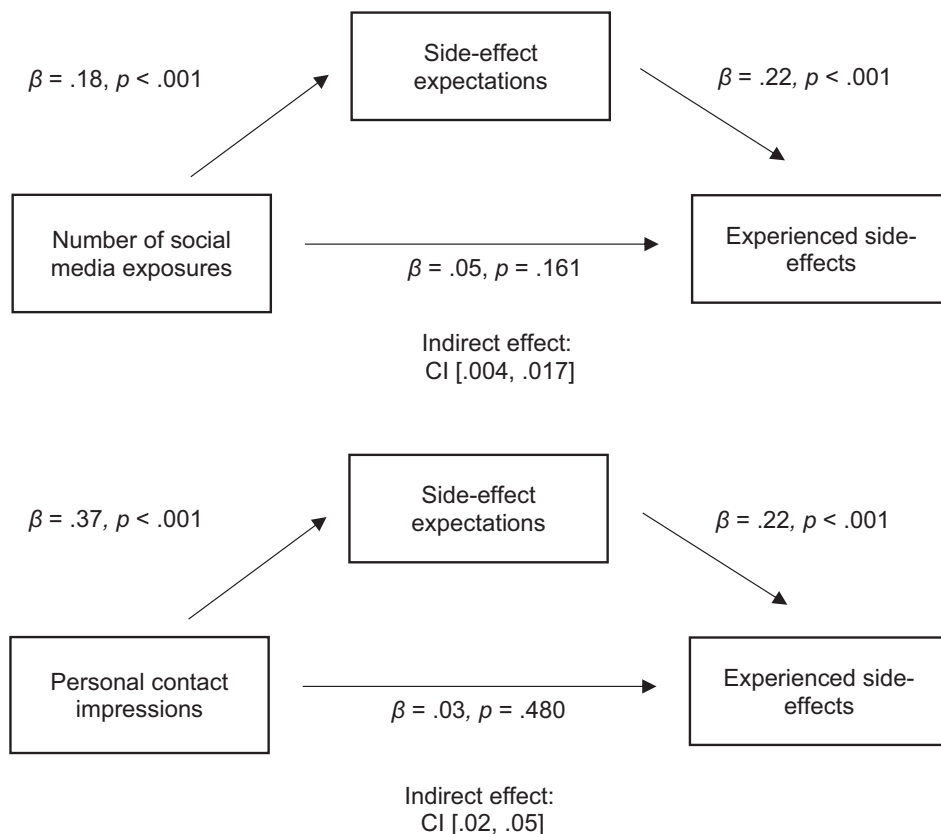 Side-effect
expectations
β = .18, p < .001
β = .22, p < .001
Number of social
media exposures
Experienced side-
effects
β = .05, p = .161
Indirect effect:
CI [.004, .017]
Side-effect
expectations
β = .37, p < .001
β = .22, p < .001
Personal contact
impressions
Experienced side-
effects
β = .03, p = .480
Indirect effect:
CI [.02, .05]